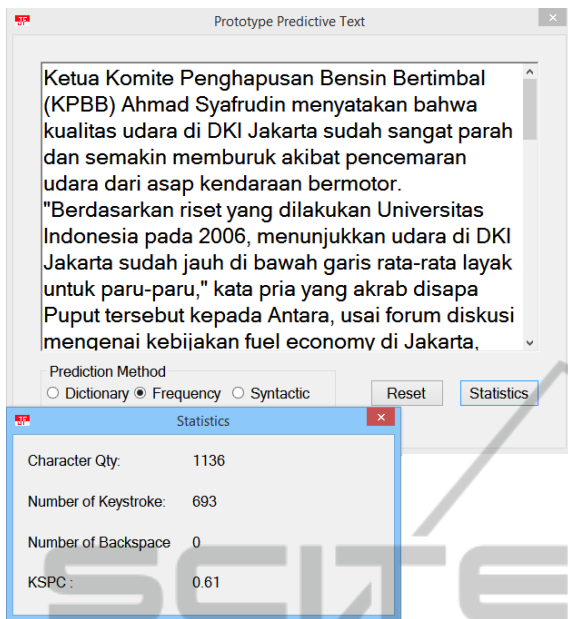 JF
Prototype Predictive Text
Ketua Komite Penghapusan Bensin Bertimbal
(KPBB) Ahmad Syafrudin menyatakan bahwa
kualitas udara di DKI Jakarta sudah sangat parah
dan semakin memburuk akibat pencemaran
udara dari asap kendaraan bermotor.
"Berdasarkan riset yang dilakukan Universitas
Indonesia pada 2006, menunjukkan udara di DKI
Jakarta sudah jauh di bawah garis rata-rata layak
untuk paru-paru," kata pria yang akrab disapa
Puput tersebut kepada Antara, usai forum diskusi
mengenai kebijakan fuel economy di Jakarta,
Prediction Method
Dictionary Frequency Syntactic
Reset Statistics
JF
Statistics
Character Qty: 1136
Number of Keystroke: 693
Number of Backspace 0
KSPC : 0.61
SCITE